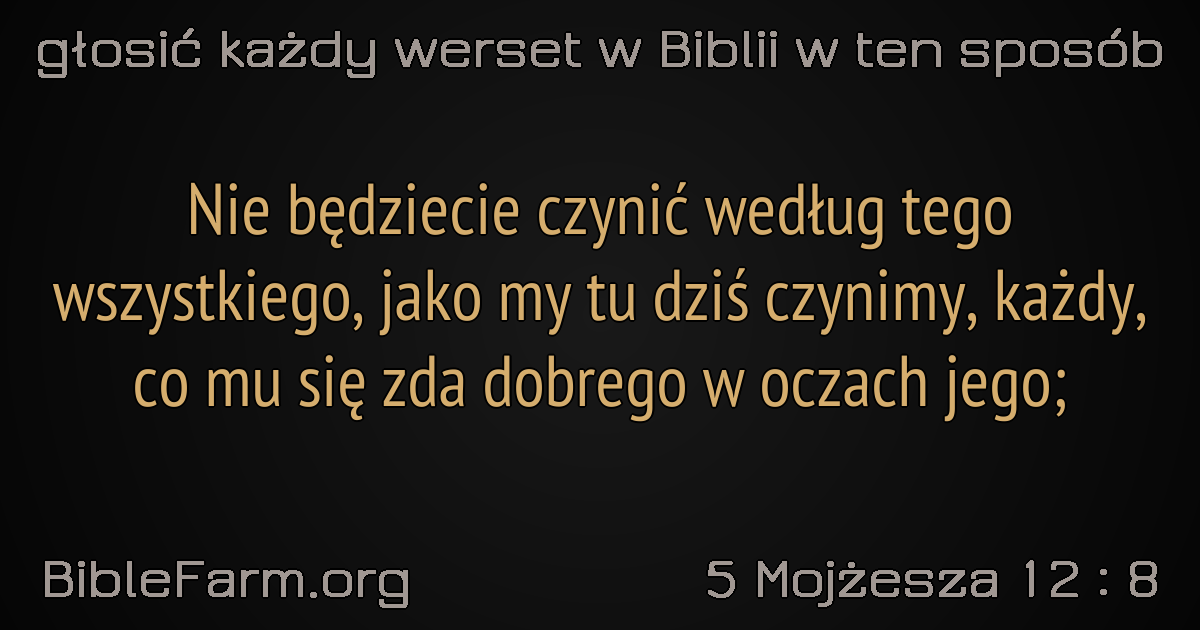 głosić każdy werset w Biblii w ten sposób
Nie będziecie czynić według tego
wszystkiego, jako my tu dziś czynimy, każdy,
co mu się zda dobrego w oczach jego;
BibleFarm.org
5 Mojżesza 12 : 8